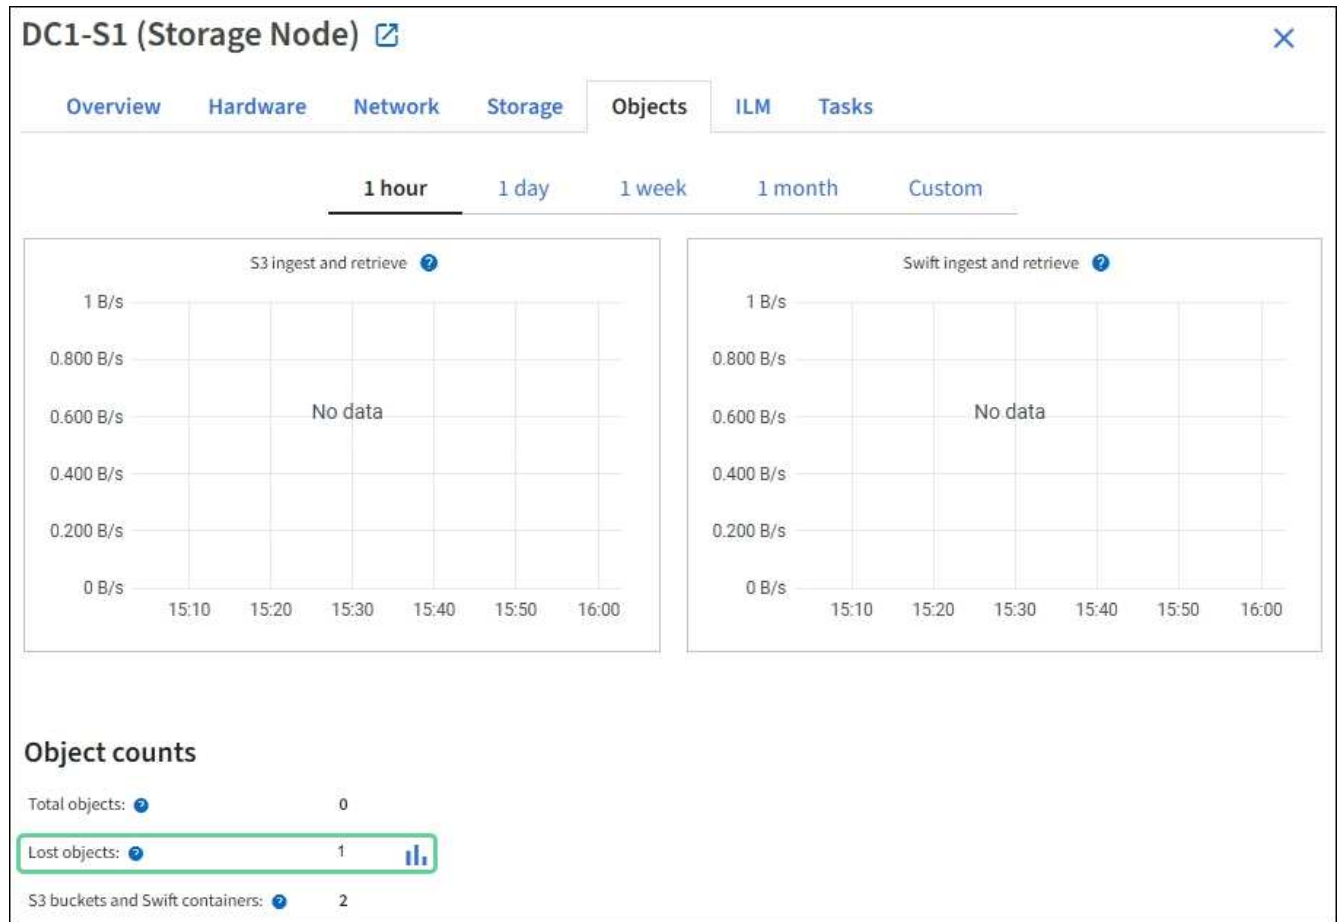 DC1-S1 (Storage Node)
Overview Hardware Network Storage Objects ILM Tasks
1 hour 1 day 1 week 1 month Custom
S3 ingest and retrieve ?
1 B/s
0.800 B/s
0.600 B/s
0.400 B/s
0.200 B/s
0 B/s
No data
15:10 15:20 15:30 15:40 15:50 16:00
Swift ingest and retrieve ?
1 B/s
0.800 B/s
0.600 B/s
0.400 B/s
0.200 B/s
0 B/s
No data
15:10 15:20 15:30 15:40 15:50 16:00
Object counts
Total objects: ? 0
Lost objects: ? 1
S3 buckets and Swift containers: ? 2